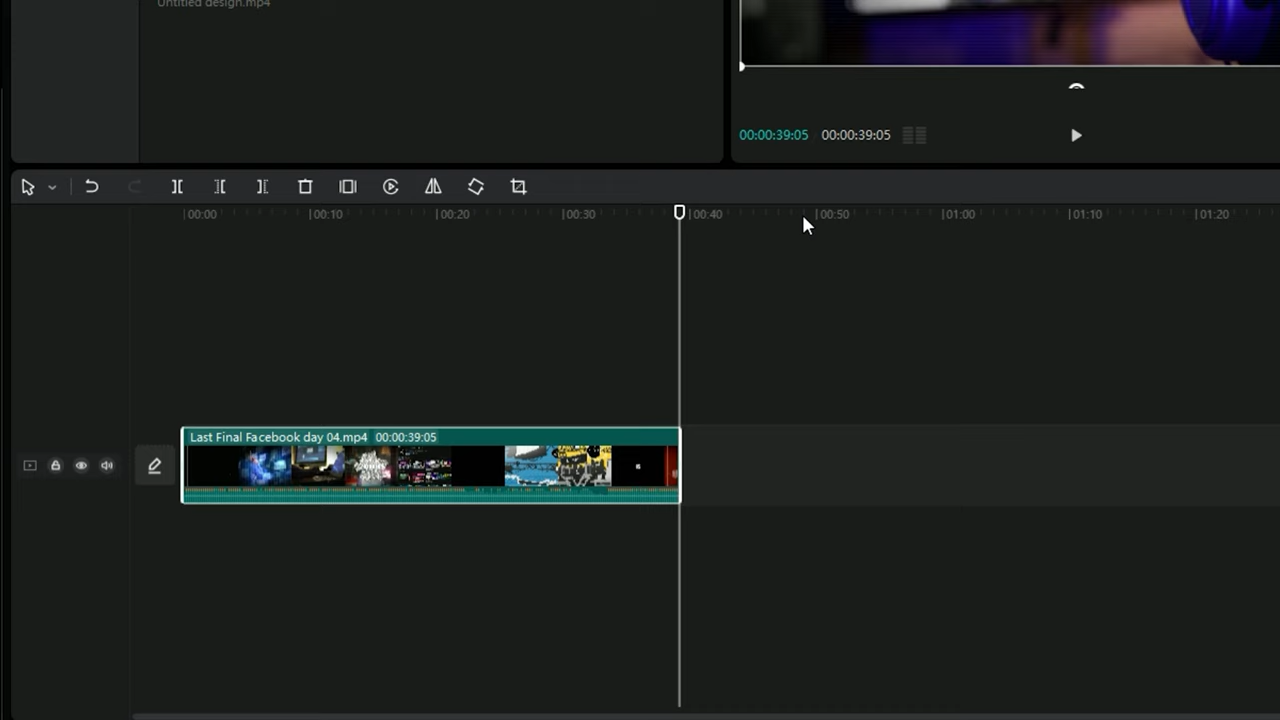 Untitled design.mp4
00:00:39:05 00:00:39:05
00:00 00:10 00:20 00:30 00:40 00:50 01:00 01:10 01:20
Last Final Facebook day 04.mp4 00:00:39:05